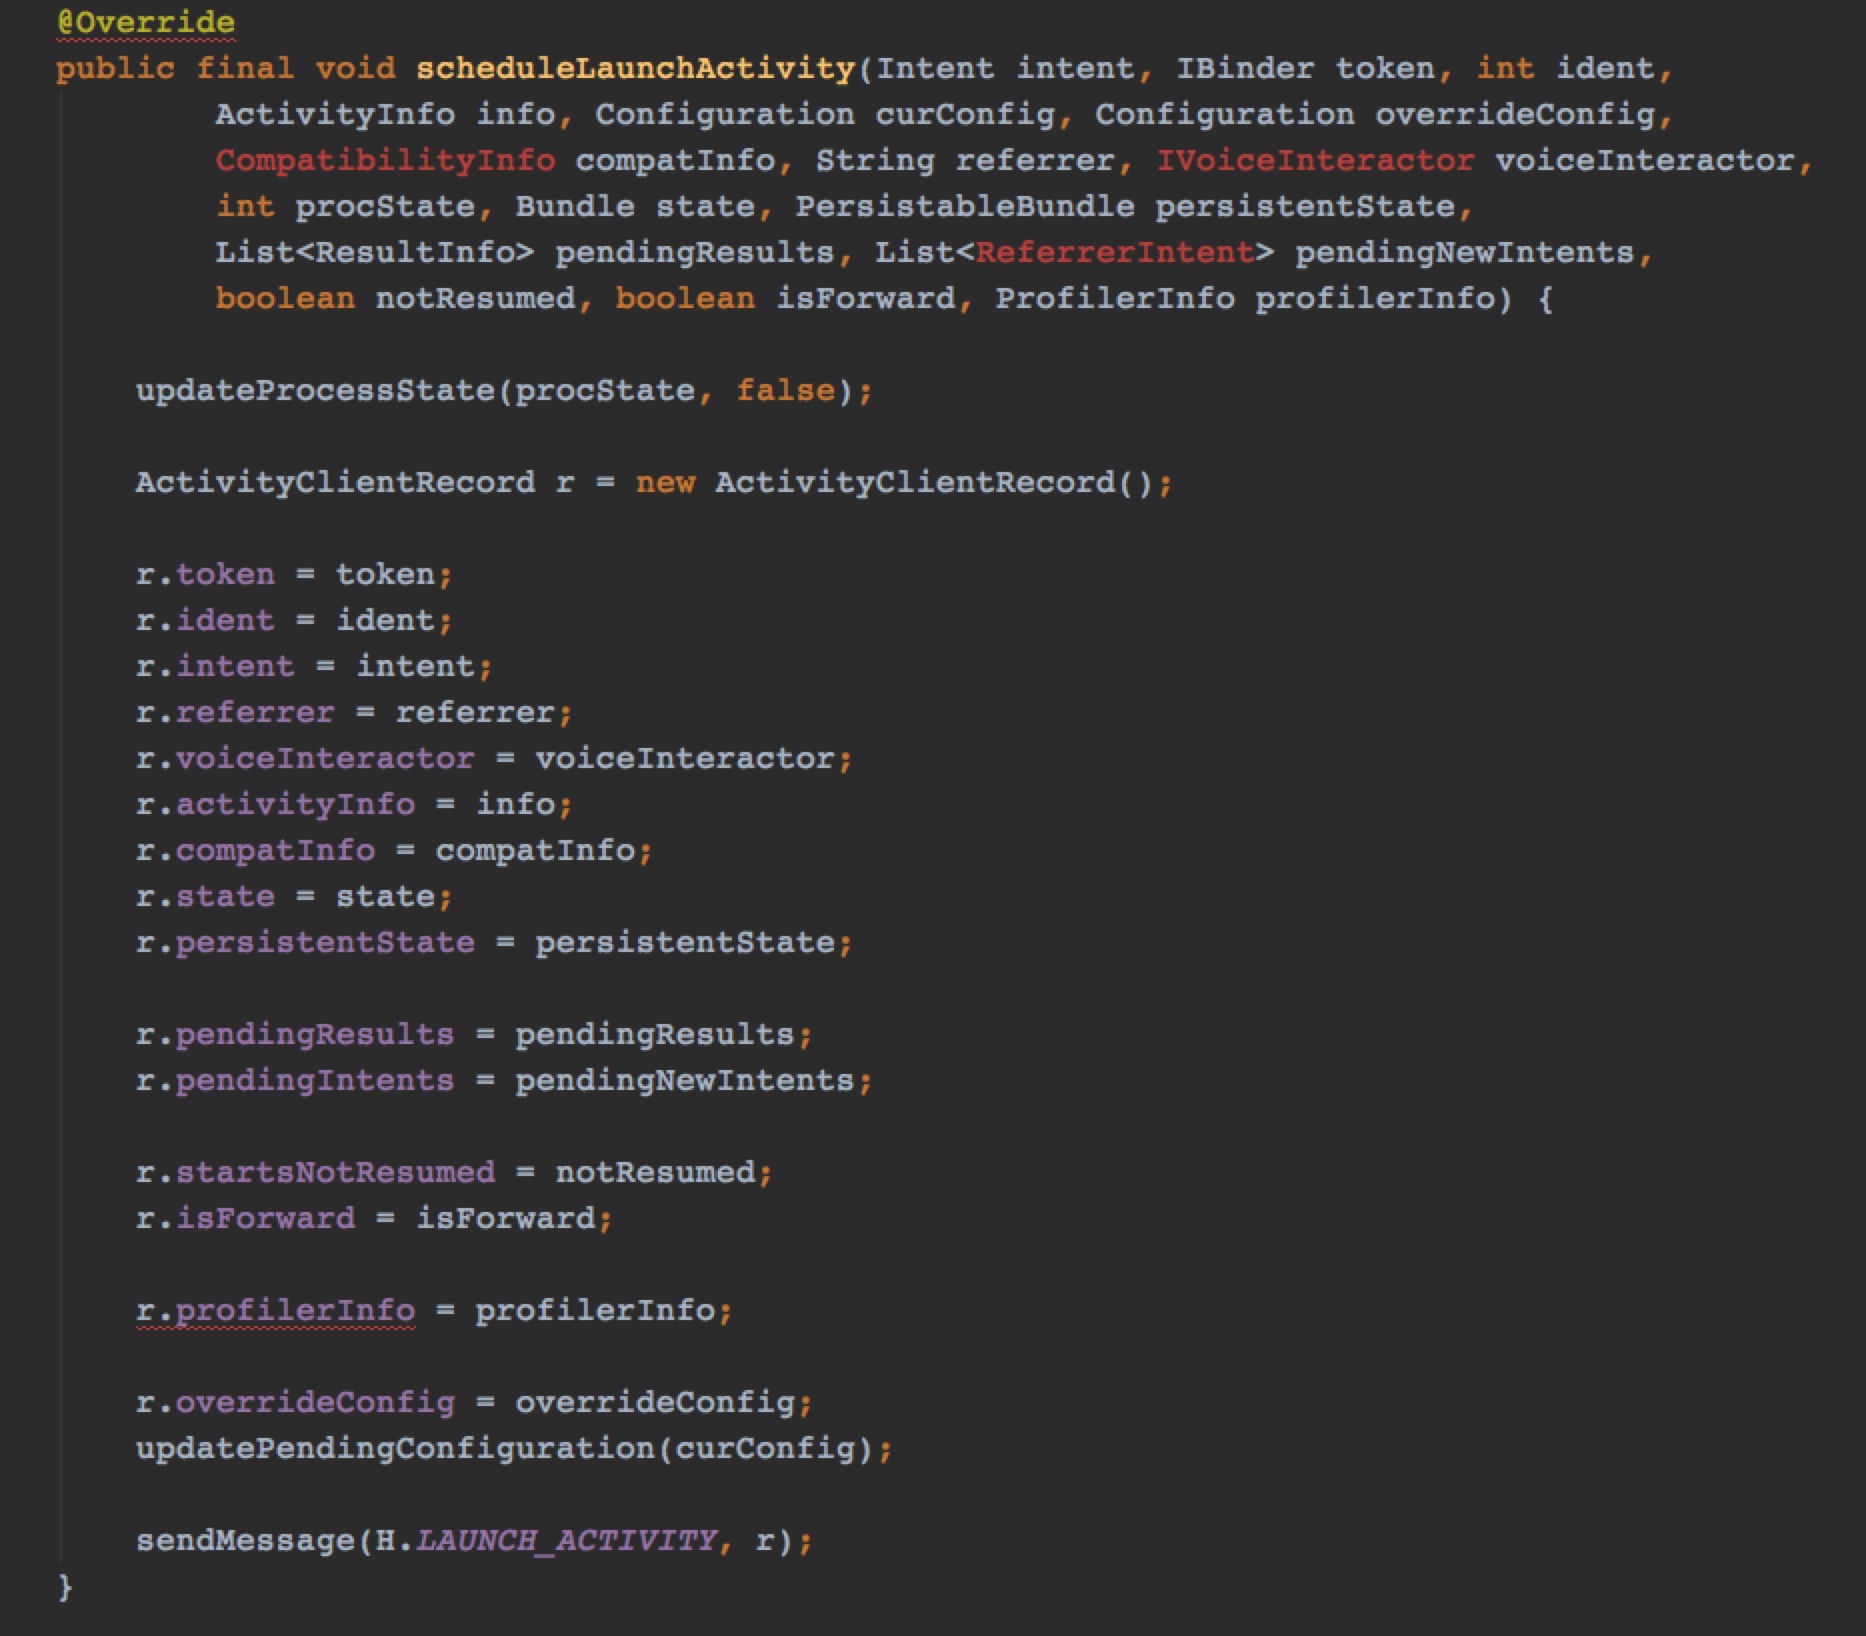 @Override
public final void scheduleLaunchActivity(Intent intent, IBinder token, int ident,
        ActivityInfo info, Configuration curConfig, Configuration overrideConfig,
        CompatibilityInfo compatInfo, String referrer, IVoiceInteractor voiceInteractor,
        int procState, Bundle state, PersistableBundle persistentState,
        List<ResultInfo> pendingResults, List<ReferrerIntent> pendingNewIntents,
        boolean notResumed, boolean isForward, ProfilerInfo profilerInfo) {

    updateProcessState(procState, false);

    ActivityClientRecord r = new ActivityClientRecord();

    r.token = token;
    r.ident = ident;
    r.intent = intent;
    r.referrer = referrer;
    r.voiceInteractor = voiceInteractor;
    r.activityInfo = info;
    r.compatInfo = compatInfo;
    r.state = state;
    r.persistentState = persistentState;

    r.pendingResults = pendingResults;
    r.pendingIntents = pendingNewIntents;

    r.startsNotResumed = notResumed;
    r.isForward = isForward;

    r.profilerInfo = profilerInfo;

    r.overrideConfig = overrideConfig;
    updatePendingConfiguration(curConfig);

    sendMessage(H.LAUNCH_ACTIVITY, r);
}